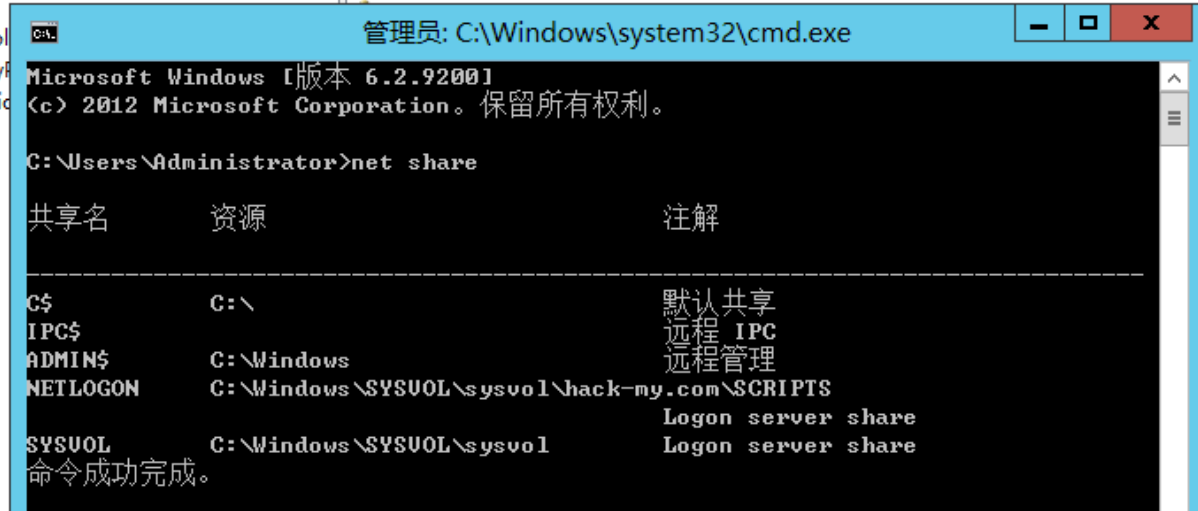 管理员: C:\Windows\system32\cmd.exe
Microsoft Windows [版本 6.2.9200]
(c) 2012 Microsoft Corporation。保留所有权利。
C:\Users\Administrator>net share
共享名 资源 注解
-------------------------------------------------------------------------------
C$ C:\ 默认共享
IPC$ 远程 IPC
ADMIN$ C:\Windows 远程管理
NETLOGON C:\Windows\SYSVOL\sysvol\hack-my.com\SCRIPTS
Logon server share
SYSVOL C:\Windows\SYSVOL\sysvol Logon server share
命令成功完成。